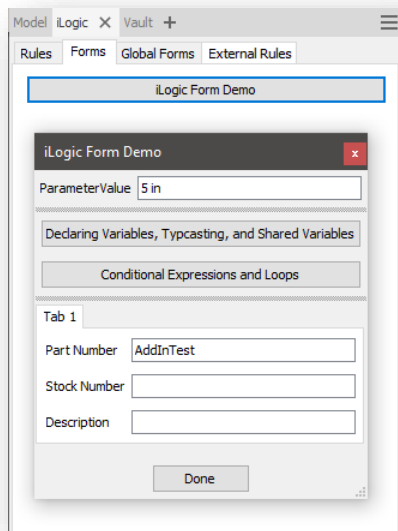 Model iLogic Vault
Rules Forms Global Forms External Rules
iLogic Form Demo
iLogic Form Demo x
ParameterValue 5 in
Declaring Variables, Typcasting, and Shared Variables
Conditional Expressions and Loops
Tab 1
Part Number AddInTest
Stock Number
Description
Done